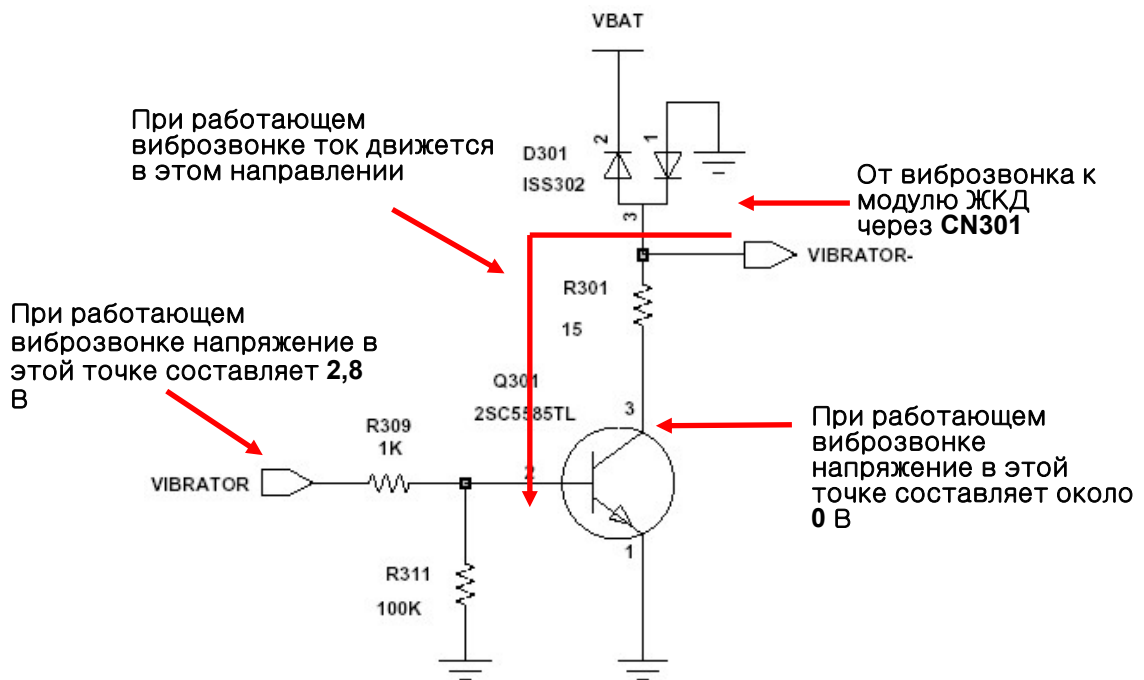 VBAT
При работающем
виброзвонке ток движется
в этом направлении
2
1
D301
ISS302
3
От виброзвонка к
модулю ЖКД
через CN301
VIBRATOR-
R301
15
При работающем
виброзвонке напряжение в
этой точке составляет 2,8
В
Q301
2SC5585TL
3
R309
1K
2
VIBRATOR
При работающем
виброзвонке
напряжение в этой
точке составляет около
0 В
1
R311
100K